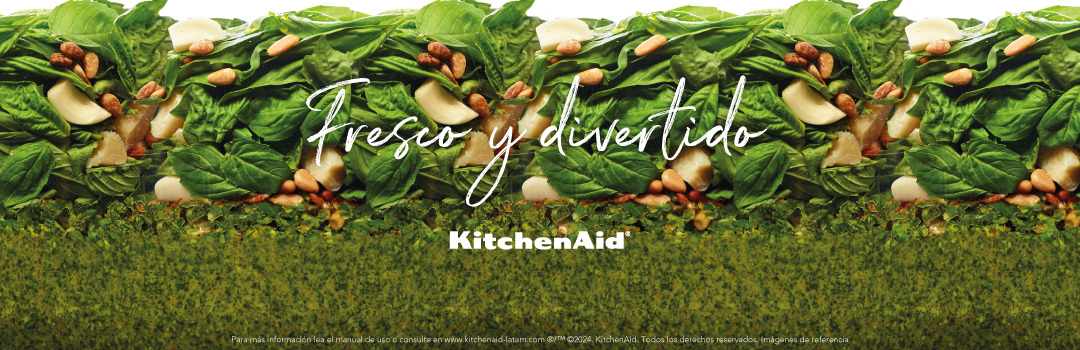 Fresco y divertido
KitchenAid®
Para más información lea el manual de uso o consulte en www.kitchenaid-latam.com ®/™ ©2024. KitchenAid. Todos los derechos reservados. Imágenes de referencia.